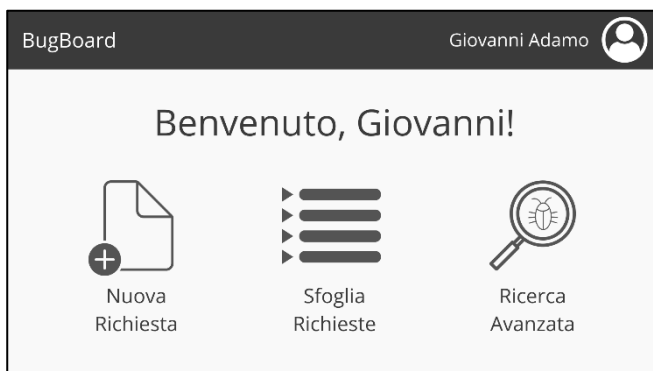 BugBoard
Giovanni Adamo
Benvenuto, Giovanni!
Nuova
Richiesta
Sfoglia
Richieste
Ricerca
Avanzata